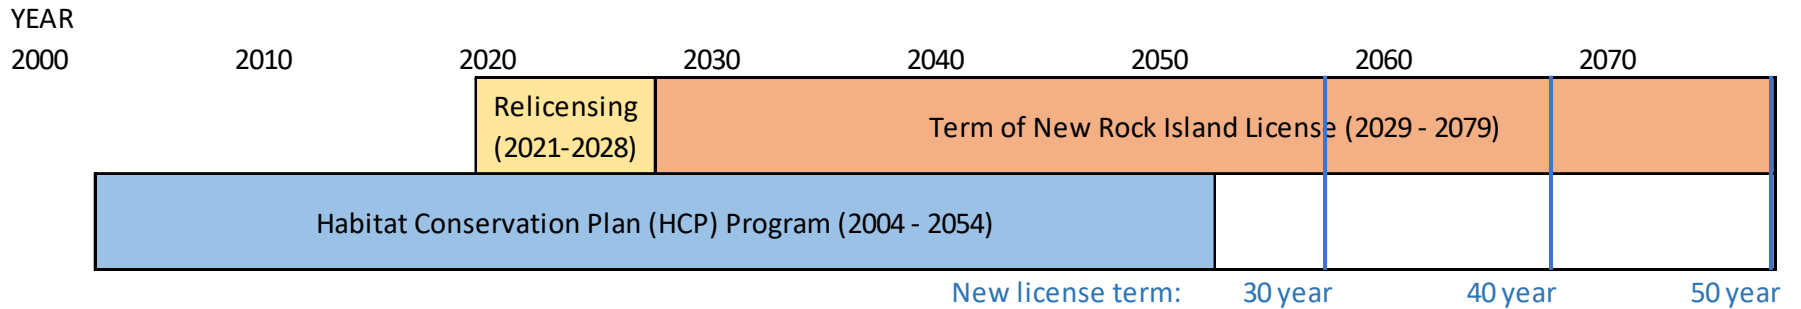 YEAR
2000 2010 2020 2030 2040 2050 2060 2070
Relicensing
(2021-2028)
Term of New Rock Island License (2029 - 2079)
Habitat Conservation Plan (HCP) Program (2004 - 2054)
New license term: 30 year 40 year 50 year